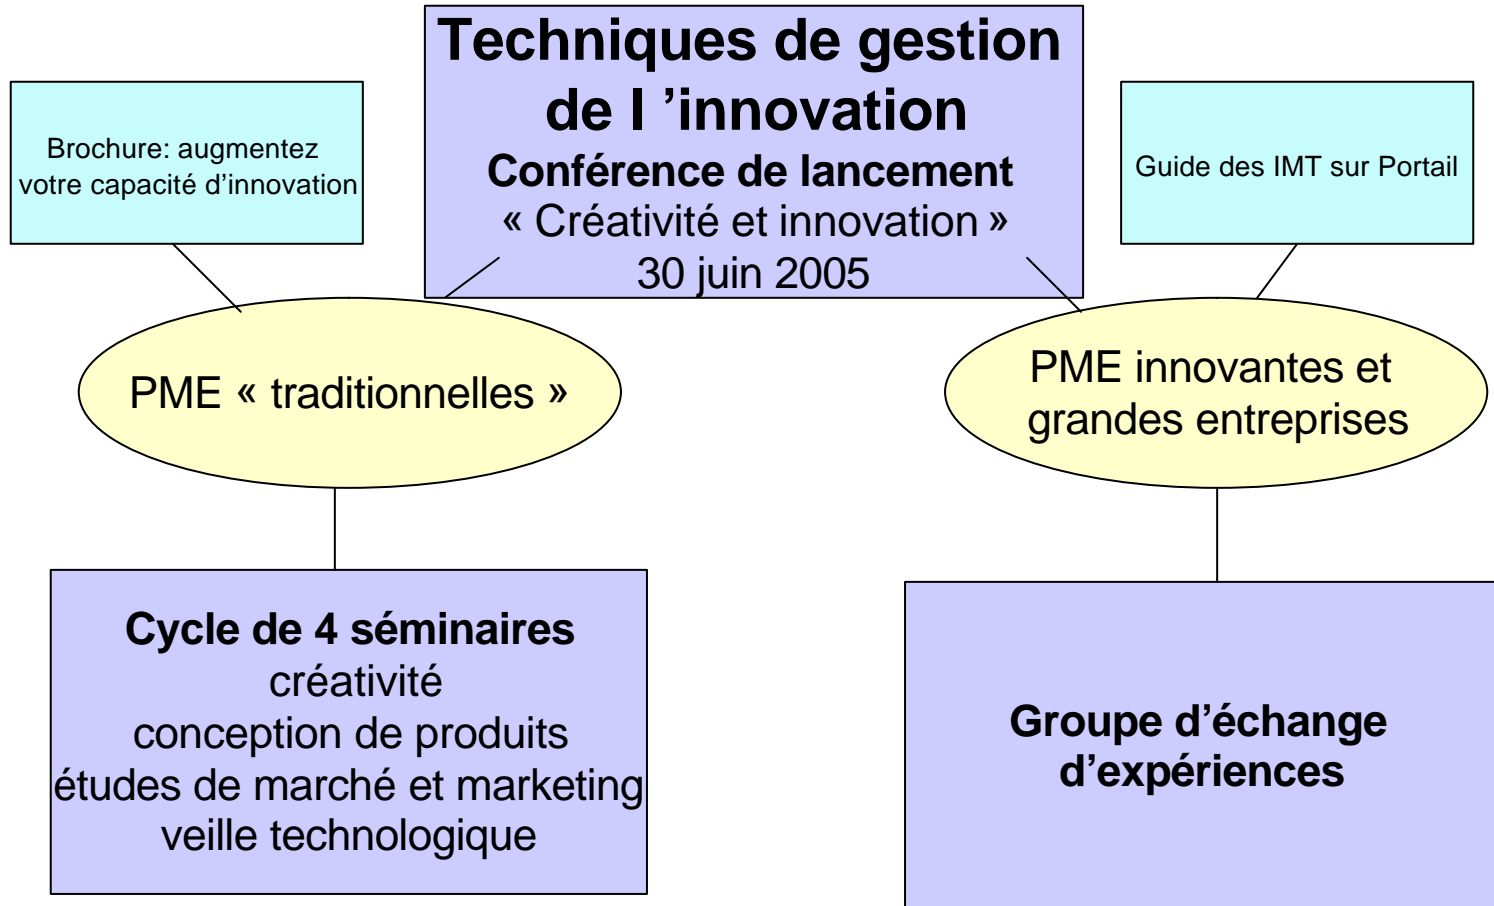 Techniques de gestion
de l ’innovation
Conférence de lancement
« Créativité et innovation »
30 juin 2005
Brochure: augmentez
votre capacité d’innovation
Guide des IMT sur Portail
PME « traditionnelles »
PME innovantes et
grandes entreprises
Cycle de 4 séminaires
créativité
conception de produits
études de marché et marketing
veille technologique
Groupe d’échange
d’expériences